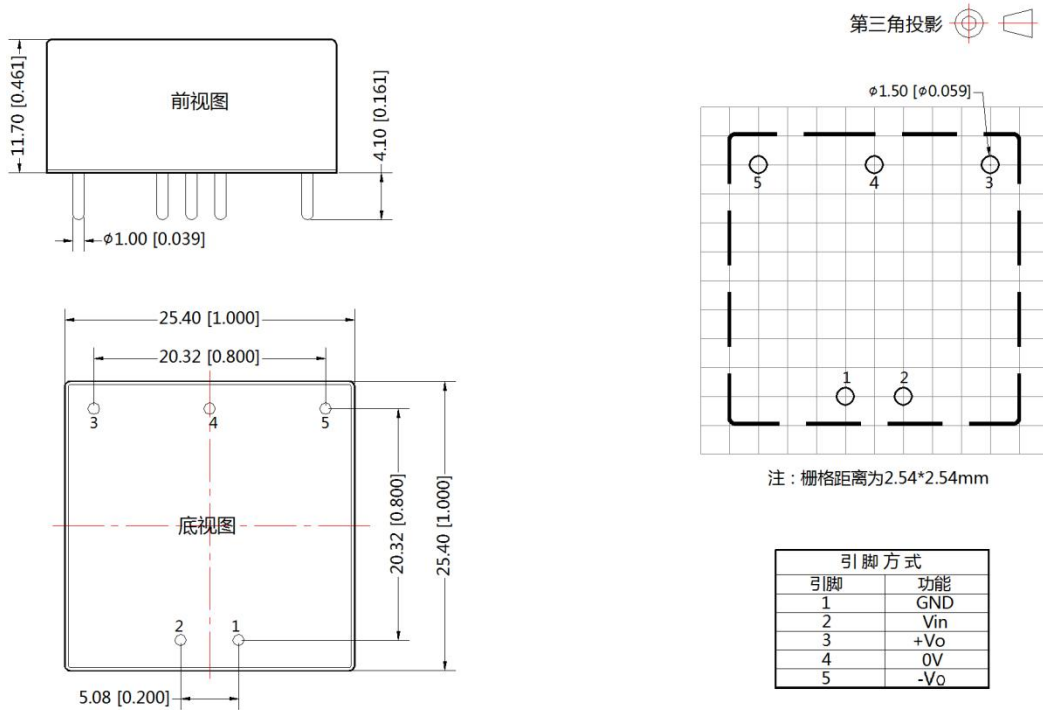 第三角投影
11.70 [0.461]
前视图
4.10 [0.161]
ϕ1.00 [0.039]
ϕ1.50 [ϕ0.059]
5
4
3
1
2
注：栅格距离为2.54*2.54mm
25.40 [1.000]
20.32 [0.800]
3
4
5
底视图
20.32 [0.800]
25.40 [1.000]
2
1
5.08 [0.200]
引脚方式
引脚 功能
1 GND
2 Vin
3 +Vo
4 0V
5 -Vo